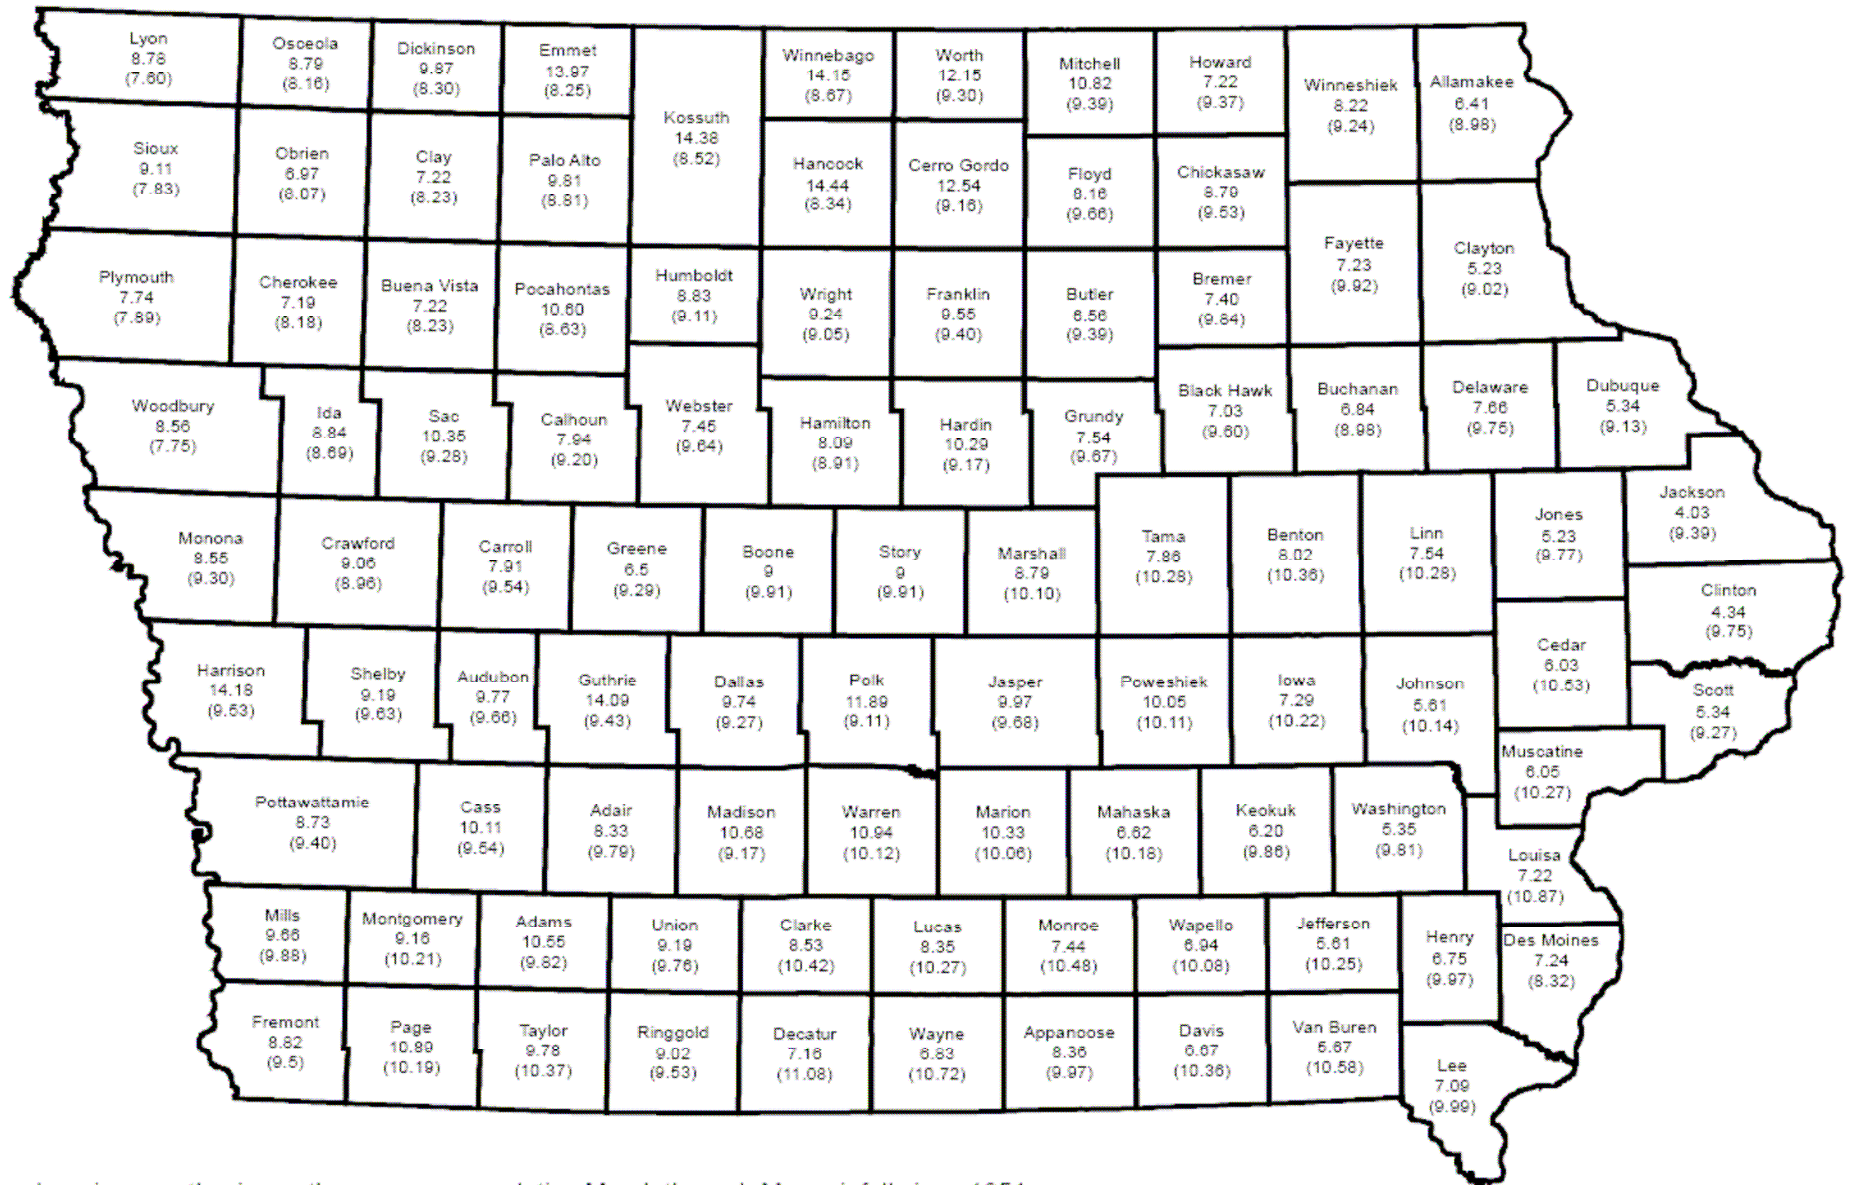 Lyon
8.78
(7.60)
Osceola
8.79
(8.16)
Dickinson
9.87
(8.30)
Emmet
13.97
(8.25)
Kossuth
14.38
(8.52)
Winnebago
14.15
(8.67)
Worth
12.15
(9.30)
Mitchell
10.82
(9.39)
Howard
7.22
(9.37)
Winneshiek
8.22
(9.24)
Allamakee
6.41
(8.98)
Sioux
9.11
(7.83)
Obrien
6.97
(8.07)
Clay
7.22
(8.23)
Palo Alto
9.81
(8.81)
Hancock
14.44
(8.34)
Cerro Gordo
12.54
(9.16)
Floyd
8.16
(9.66)
Chickasaw
8.79
(9.53)
Fayette
7.23
(9.92)
Clayton
5.23
(9.02)
Plymouth
7.74
(7.89)
Cherokee
7.19
(8.18)
Buena Vista
7.22
(8.23)
Pocahontas
10.60
(8.63)
Humboldt
8.83
(9.11)
Wright
9.24
(9.05)
Franklin
9.55
(9.40)
Butler
6.56
(9.39)
Bremer
7.40
(9.84)
Woodbury
8.56
(7.75)
Ida
8.84
(8.69)
Sac
10.35
(9.28)
Calhoun
7.94
(9.20)
Webster
7.45
(9.64)
Hamilton
8.09
(8.91)
Hardin
10.29
(9.17)
Grundy
7.54
(9.67)
Black Hawk
7.03
(9.60)
Buchanan
6.84
(8.98)
Delaware
7.66
(9.75)
Dubuque
5.34
(9.13)
Monona
8.55
(9.30)
Crawford
9.06
(8.96)
Carroll
7.91
(9.54)
Greene
6.5
(9.29)
Boone
9
(9.91)
Story
9
(9.91)
Marshall
8.79
(10.10)
Tama
7.86
(10.28)
Benton
8.02
(10.36)
Linn
7.54
(10.28)
Jones
5.23
(9.77)
Jackson
4.03
(9.39)
Clinton
4.34
(9.75)
Harrison
14.18
(9.53)
Shelby
9.19
(9.63)
Audubon
9.77
(9.66)
Guthrie
14.09
(9.43)
Dallas
9.74
(9.27)
Polk
11.89
(9.11)
Jasper
9.97
(9.68)
Poweshiek
10.05
(10.11)
Iowa
7.29
(10.22)
Johnson
5.61
(10.14)
Cedar
6.03
(10.53)
Scott
5.34
(9.27)
Muscatine
6.05
(10.27)
Pottawattamie
8.73
(9.40)
Cass
10.11
(9.54)
Adair
8.33
(9.79)
Madison
10.68
(9.17)
Warren
10.94
(10.12)
Marion
10.33
(10.06)
Mahaska
6.62
(10.18)
Keokuk
6.20
(9.86)
Washington
5.35
(9.81)
Louisa
7.22
(10.87)
Mills
9.66
(9.88)
Montgomery
9.16
(10.21)
Adams
10.55
(9.82)
Union
9.19
(9.76)
Clarke
8.53
(10.42)
Lucas
8.35
(10.27)
Monroe
7.44
(10.48)
Wapello
6.94
(10.08)
Jefferson
5.61
(10.25)
Henry
6.75
(9.97)
Des Moines
7.24
(8.32)
Fremont
8.82
(9.5)
Page
10.89
(10.19)
Taylor
9.78
(10.37)
Ringgold
9.02
(9.53)
Decatur
7.16
(11.08)
Wayne
6.83
(10.72)
Appanoose
8.36
(9.97)
Davis
6.67
(10.36)
Van Buren
5.67
(10.58)
Lee
7.09
(9.99)